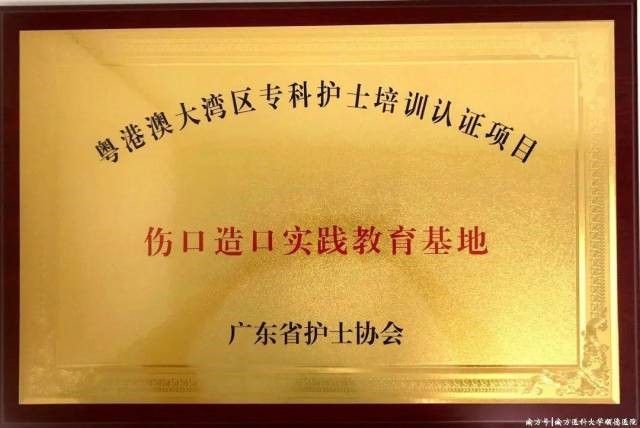 粤港澳大湾区专科护士培训认证项目
伤口造口实践教育基地
广东省护士协会
南方号|南方医科大学顺德医院